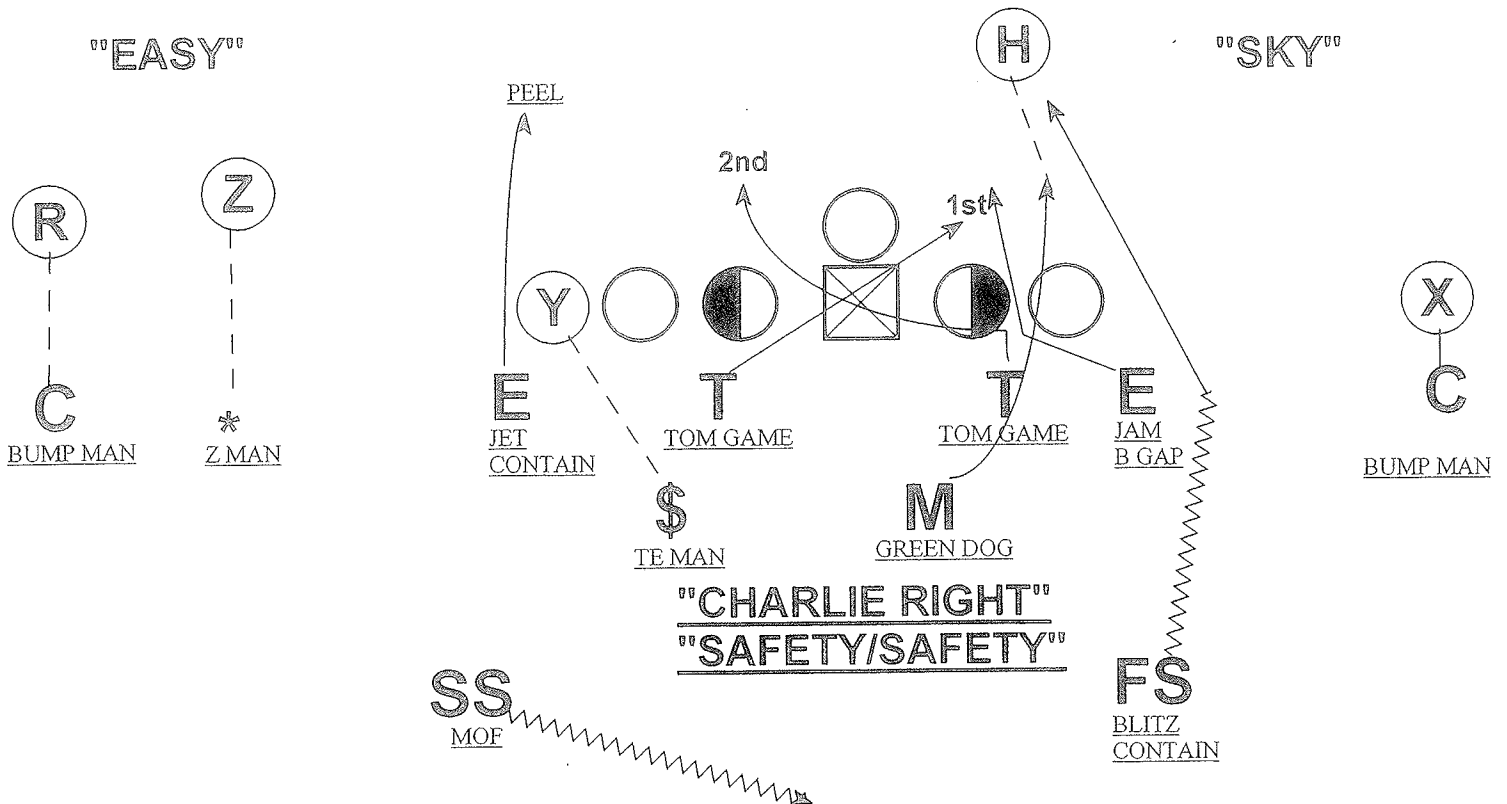 "EASY"
H
"SKY"
PEEL
2nd
1st
R
Z
Y
X
C
*
E
T
T
E
C
BUMP MAN
Z MAN
JET
CONTAIN
TOM GAME
TOM GAME
JAM
B GAP
BUMP MAN
$
M
TE MAN
GREEN DOG
"CHARLIE RIGHT"
"SAFETY/SAFETY"
SS
FS
MOF
BLITZ
CONTAIN